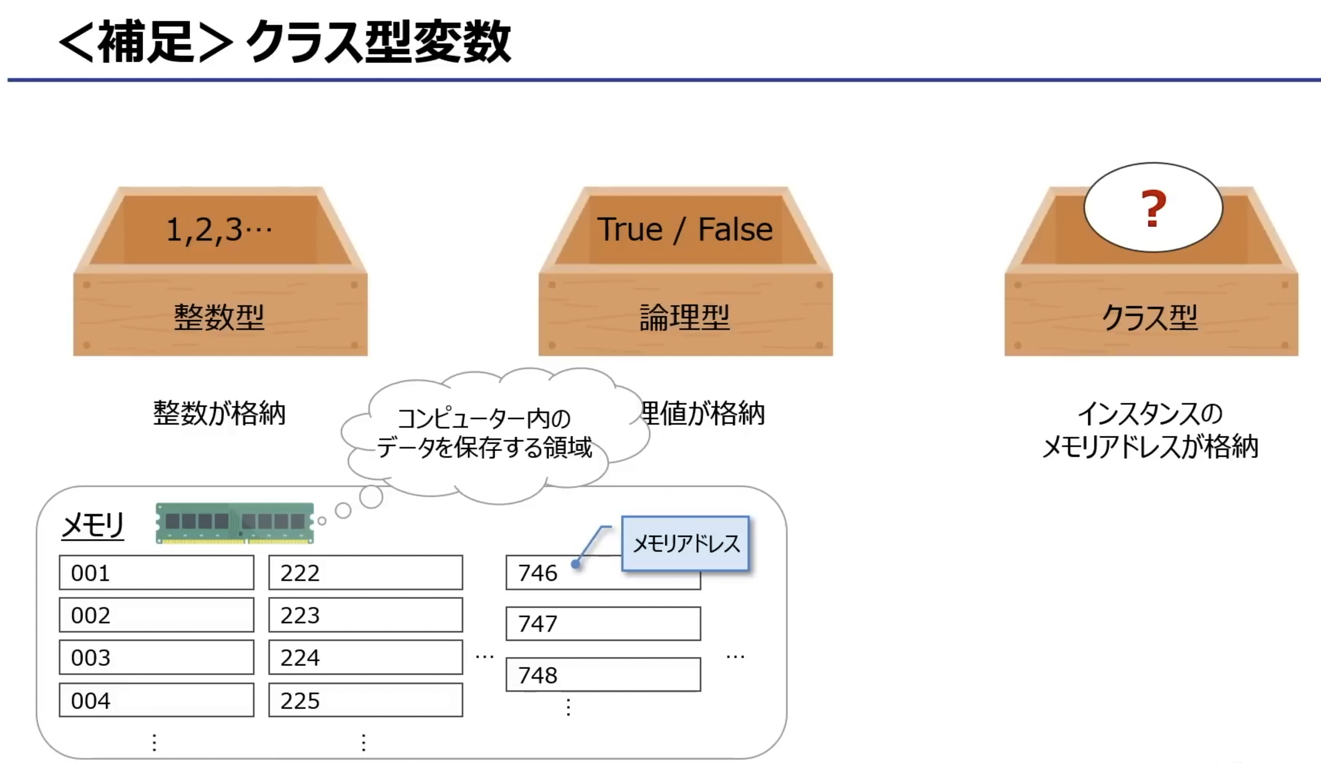 ＜補足＞クラス型変数
1,2,3…
True / False
?
整数型
論理型
クラス型
整数が格納
理値が格納
インスタンスの
メモリアドレスが格納
コンピューター内の
データを保存する領域
メモリ
メモリアドレス
001
222
746
002
223
747
003
224
…
…
748
004
225
⋮
⋮
⋮